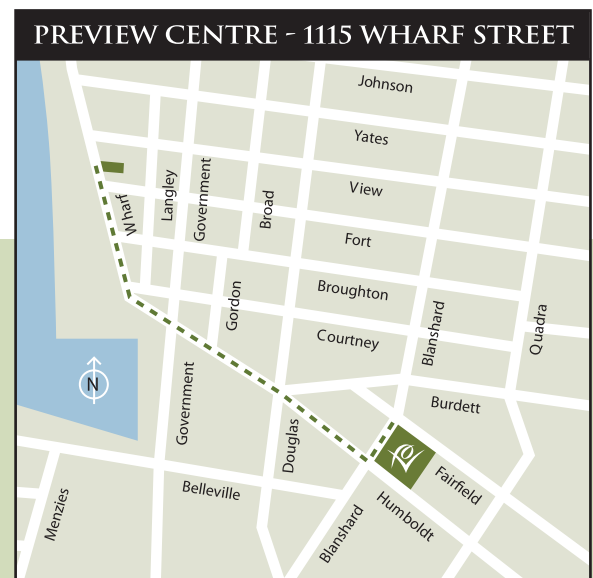 PREVIEW CENTRE - 1115 WHARF STREET
Johnson
Yates
View
Fort
Broughton
Courtney
Wharf
Langley
Government
Broad
Gordon
Blanshard
Quadra
Burdett
Government
Douglas
Belleville
Menzies
Blanshard
Humboldt
Fairfield
N